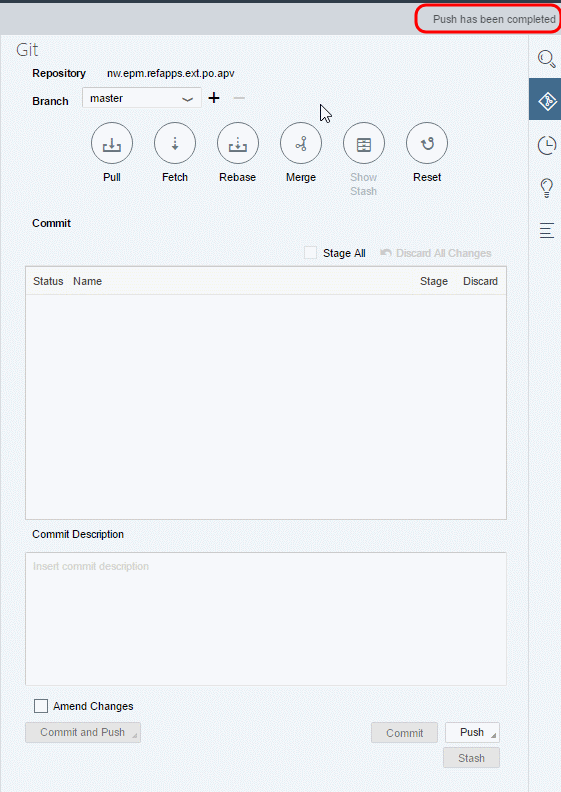 Push has been completed
Git
Repository nw.epm.refapps.ext.po.apv
Branch master
Pull Fetch Rebase Merge Show Stash Reset
Commit
Stage All Discard All Changes
Status Name Stage Discard
Commit Description
Insert commit description
Amend Changes
Commit and Push Commit Push
Stash